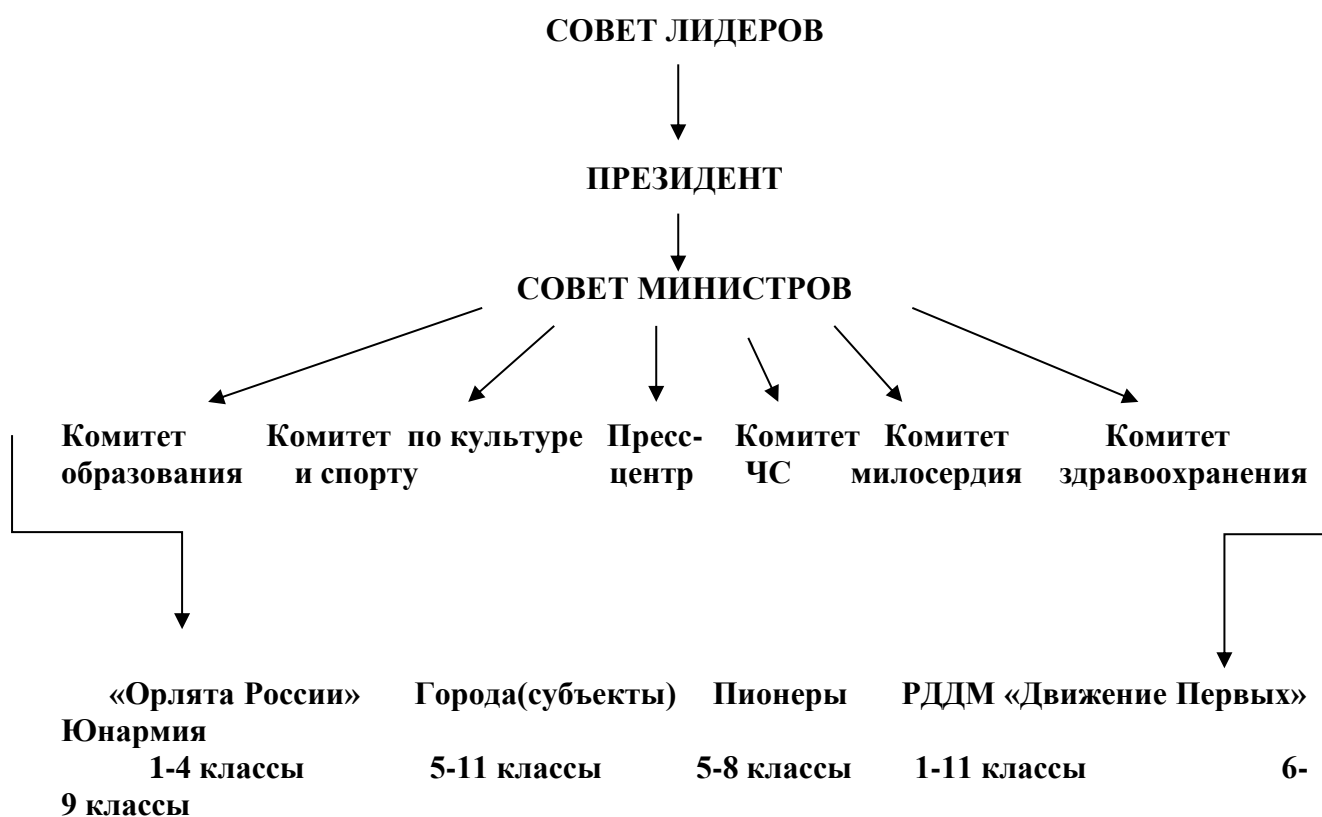 СОВЕТ ЛИДЕРОВ
ПРЕЗИДЕНТ
СОВЕТ МИНИСТРОВ
Комитет Комитет по культуре Пресс- Комитет Комитет Комитет
образования и спорту центр ЧС милосердия здравоохранения
«Орлята России» Города(субъекты) Пионеры РДДМ «Движение Первых»
Юнармия
1-4 классы 5-11 классы 5-8 классы 1-11 классы 6-
9 классы